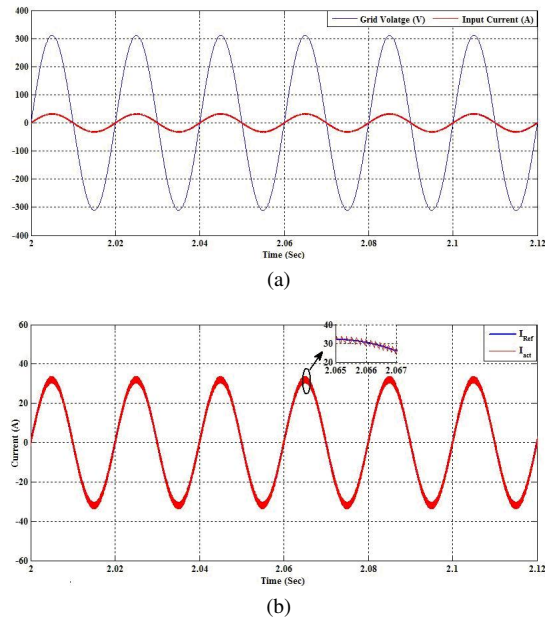 Grid Volatge (V) Input Current (A)
400
300
200
100
0
-100
-200
-300
-400
2 2.02 2.04 2.06 2.08 2.1 2.12
Time (Sec)
(a)
60
40
20
0
-20
-40
-60
Current (A)
40
30
20
2.065 2.066 2.067
I_Ref
I_act
2 2.02 2.04 2.06 2.08 2.1 2.12
Time (Sec)
(b)